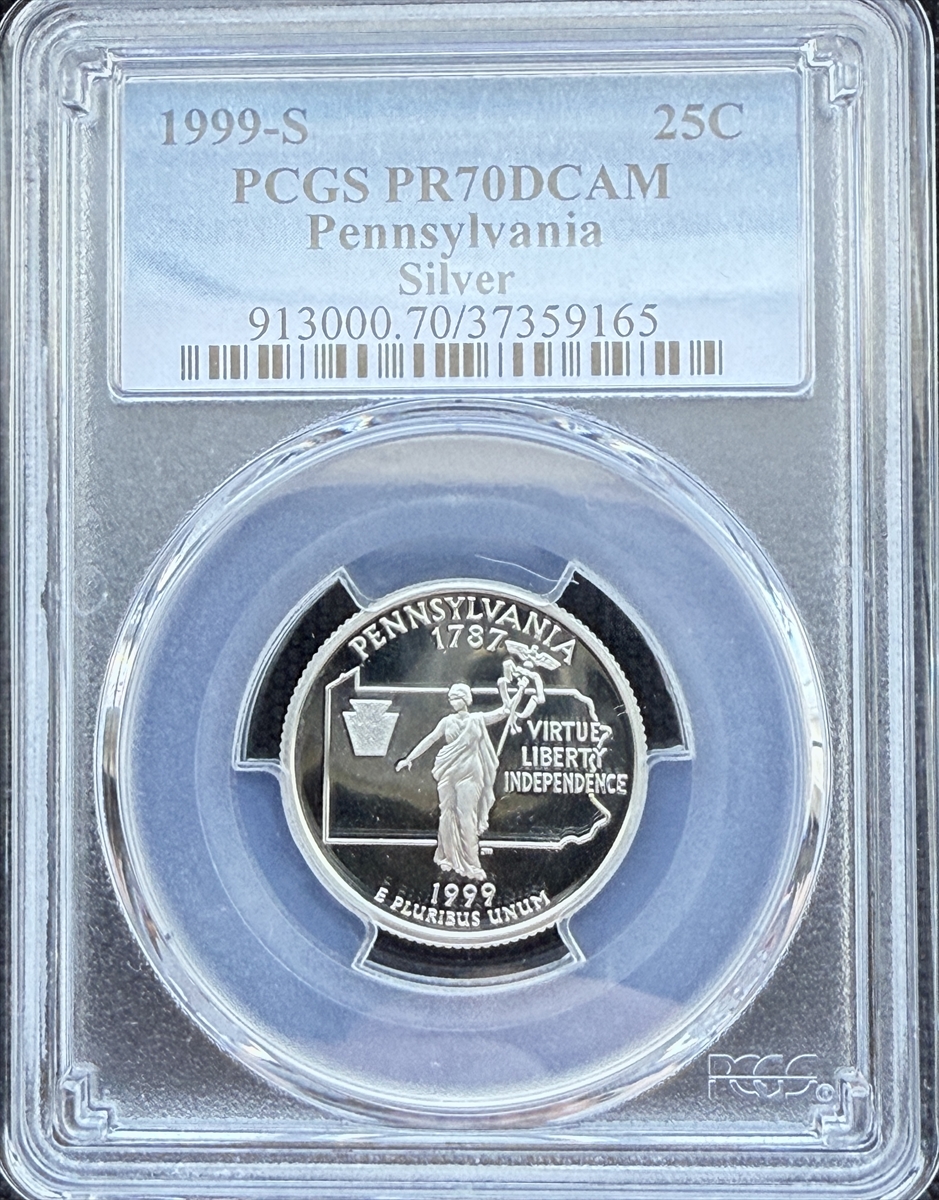 1999-S 25C
PCGS PR70DCAM
Pennsylvania
Silver
913000.70/37359165
PENNSYLVANIA
1787
VIRTUE
LIBERTY
INDEPENDENCE
1999
E PLURIBUS UNUM
PCGS